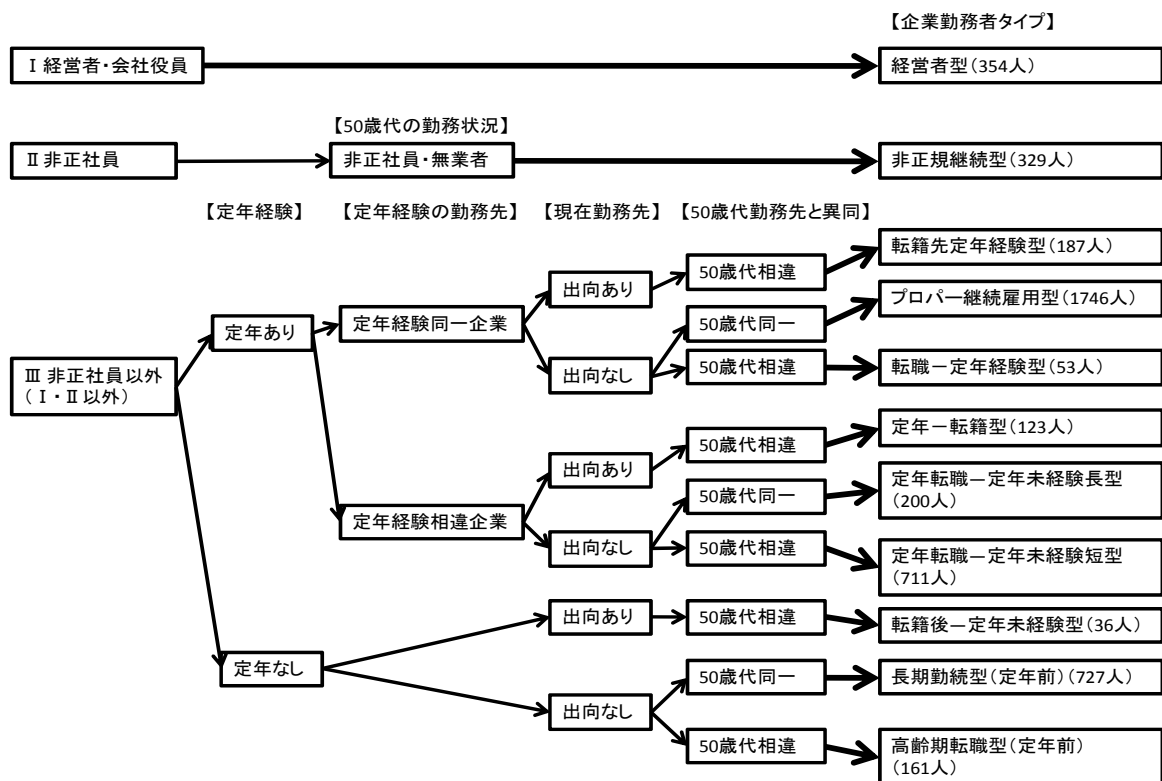 【企業勤務者タイプ】
Ⅰ 経営者・会社役員
経営者型(354人)
【50歳代の勤務状況】
Ⅱ 非正社員
非正社員・無業者
非正規継続型(329人)
【定年経験】
【定年経験の勤務先】
【現在勤務先】
【50歳代勤務先と異同】
転籍先定年経験型(187人)
出向あり
50歳代相違
プロパー継続雇用型(1746人)
定年あり
定年経験同一企業
50歳代同一
出向なし
50歳代相違
転職－定年経験型(53人)
Ⅲ 非正社員以外
(Ⅰ・Ⅱ以外)
定年－転籍型(123人)
出向あり
50歳代相違
定年転職―定年未経験長型
(200人)
定年経験相違企業
50歳代同一
出向なし
50歳代相違
定年転職―定年未経験短型
(711人)
出向あり
50歳代相違
転籍後―定年未経験型(36人)
定年なし
50歳代同一
長期勤続型(定年前)(727人)
出向なし
50歳代相違
高齢期転職型(定年前)
(161人)